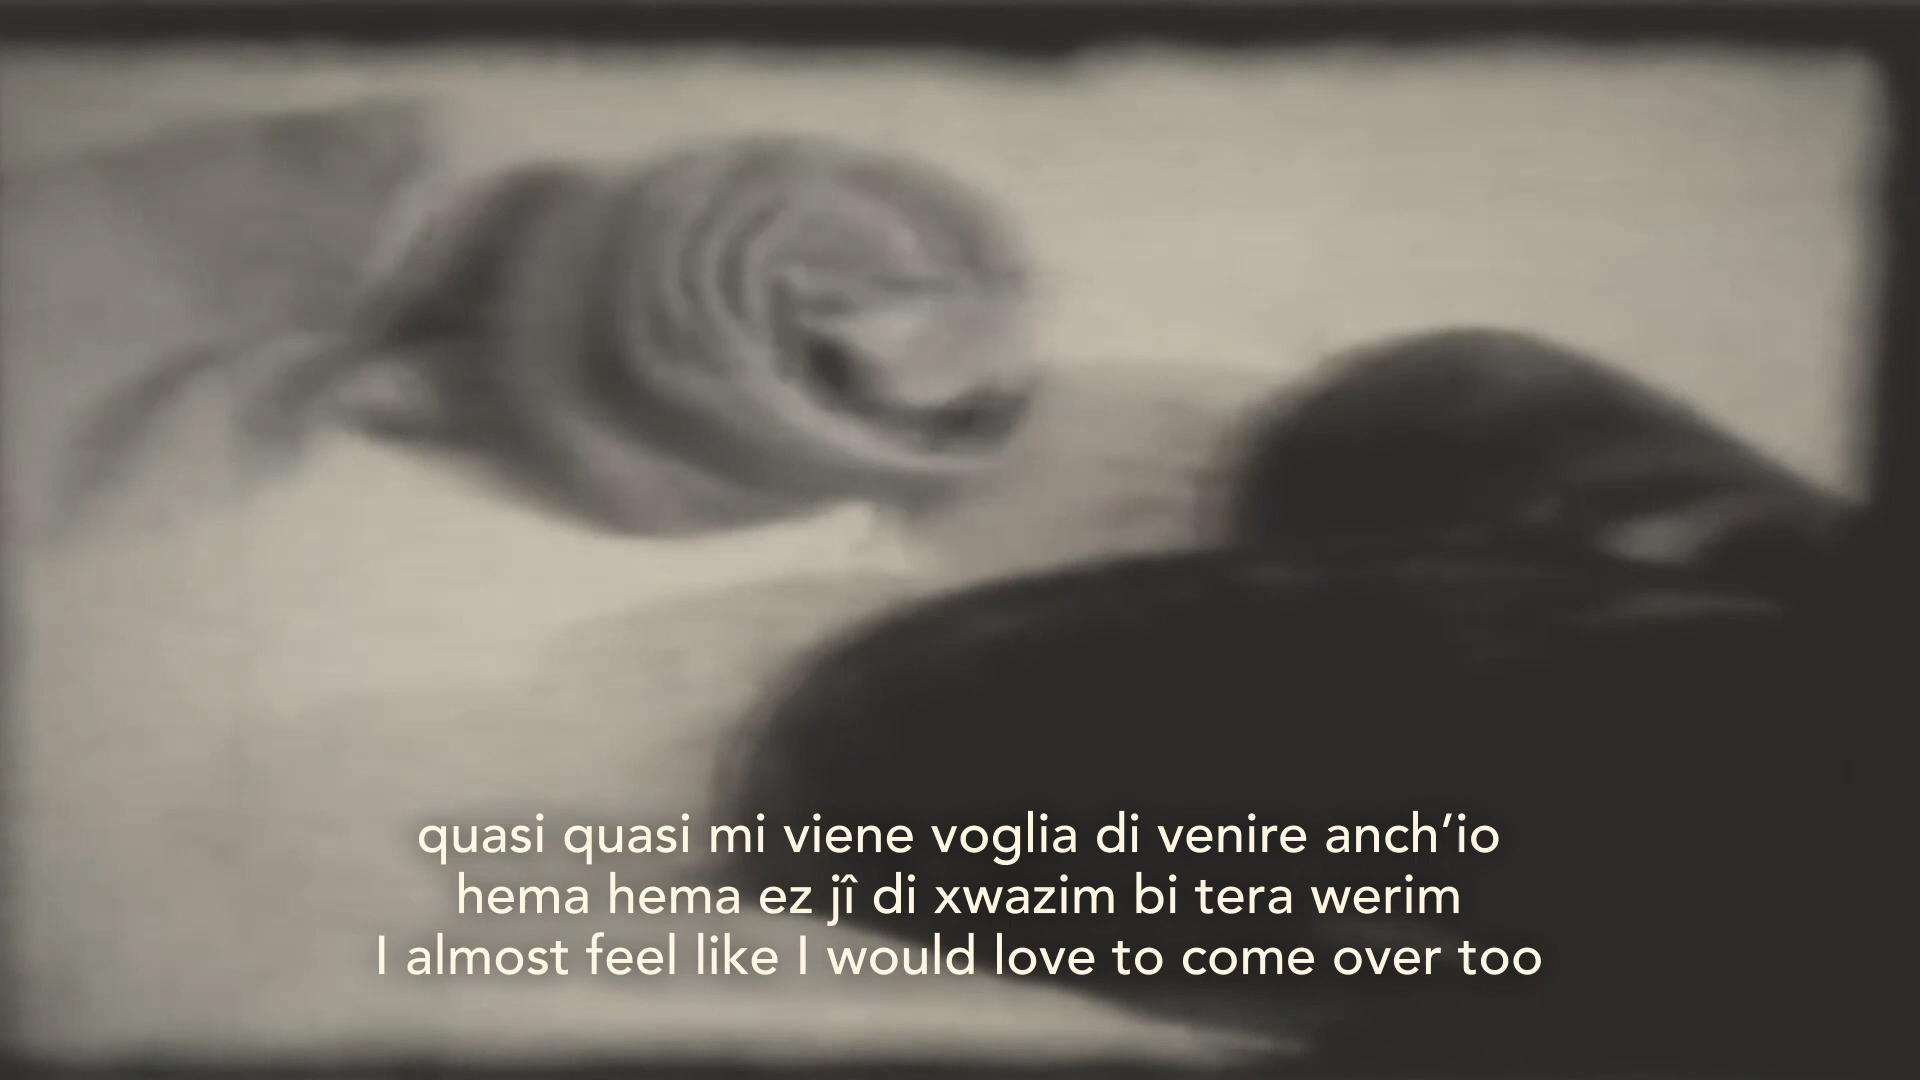 quasi quasi mi viene voglia di venire anch’io
hema hema ez jî di xwazim bi tera werim
I almost feel like I would love to come over too